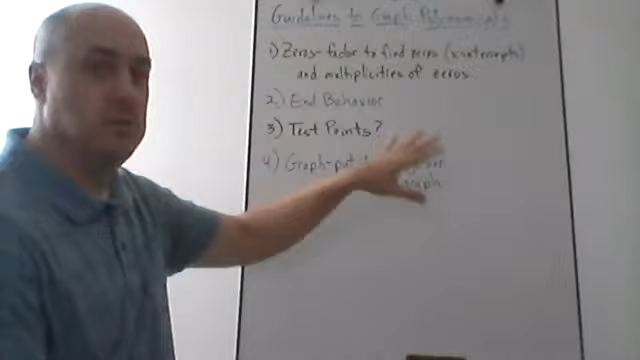 Guidelines to Graph Polynomials
1) Zeros-factor to find zeros (x-intercepts)
and multiplicities of zeros.
2.) End Behavior
3) Test Points?
4) Graph-put
graph